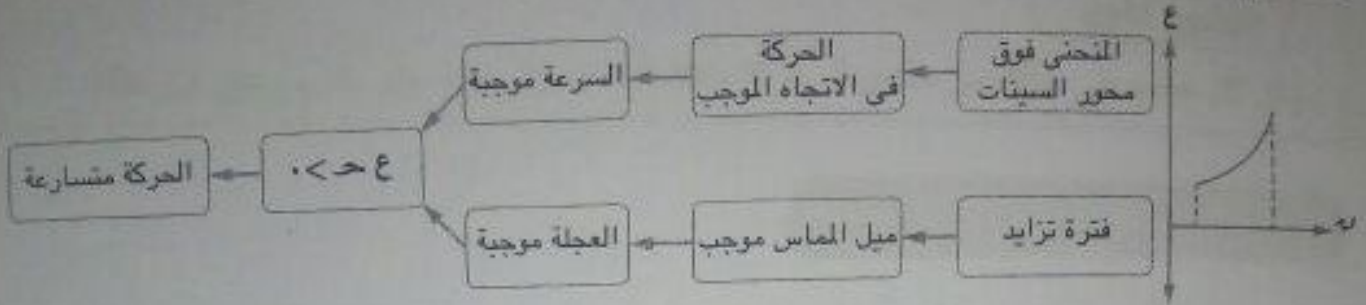 ع
المنحنى فوق
محور السينات
الحركة
فى الاتجاه الموجب
السرعة موجبة
ع حـ > ٠
الحركة متسارعة
فترة تزايد
ميل المماس موجب
العجلة موجبة
ن